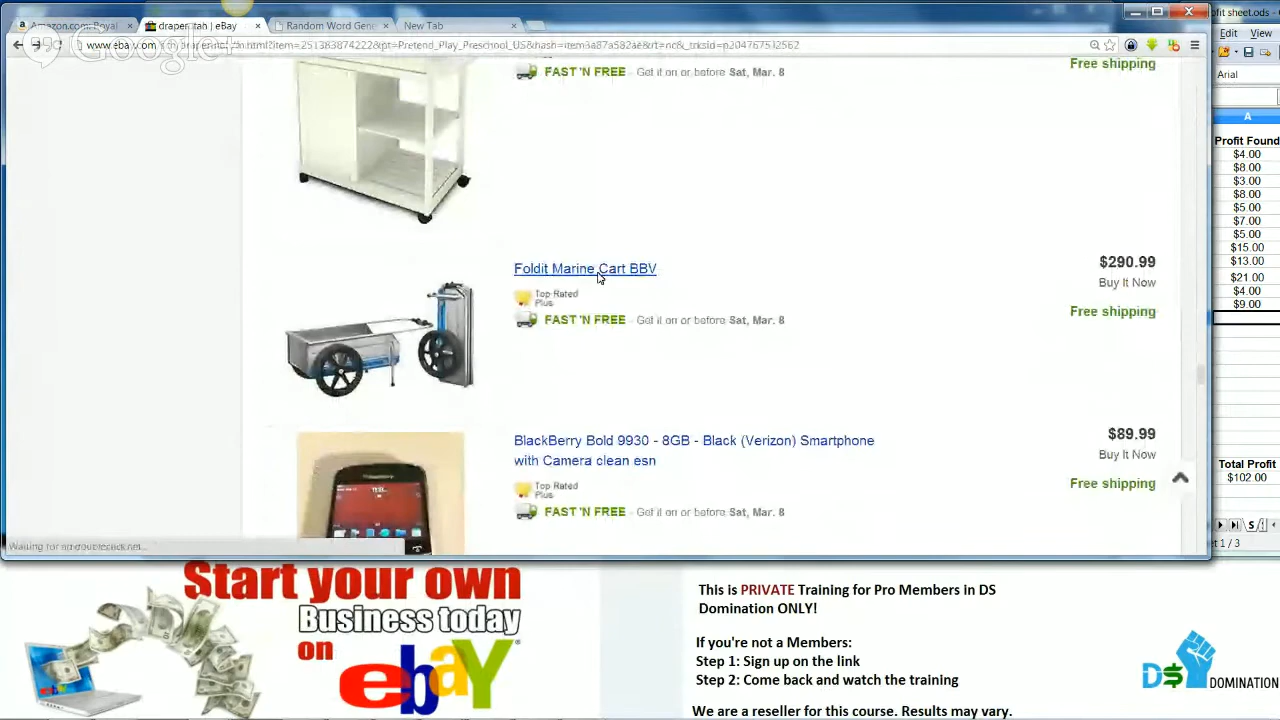 Amazon.com: Royal
draperutah | eBay
Random Word Gene
New Tab
ofit sheet.ods - O
Edit View
Google+
Arial
FAST 'N FREE - Get it on or before Sat, Mar. 8
Free shipping
A
Profit Found
$4.00
$8.00
$3.00
$8.00
$5.00
$7.00
$5.00
$15.00
$13.00
$21.00
$4.00
$9.00
Total Profit
$102.00
Foldit Marine Cart BBV
$290.99
Buy It Now
Top-Rated
Plus
FAST 'N FREE - Get it on or before Sat, Mar. 8
Free shipping
BlackBerry Bold 9930 - 8GB - Black (Verizon) Smartphone
with Camera clean esn
$89.99
Buy It Now
Top-Rated
Plus
FAST 'N FREE - Get it on or before Sat, Mar. 8
Free shipping
Start your own
Business today
on ebay
This is PRIVATE Training for Pro Members in DS
Domination ONLY!
If you're not a Members:
Step 1: Sign up on the link
Step 2: Come back and watch the training
We are a reseller for this course. Results may vary.
D$ DOMINATION